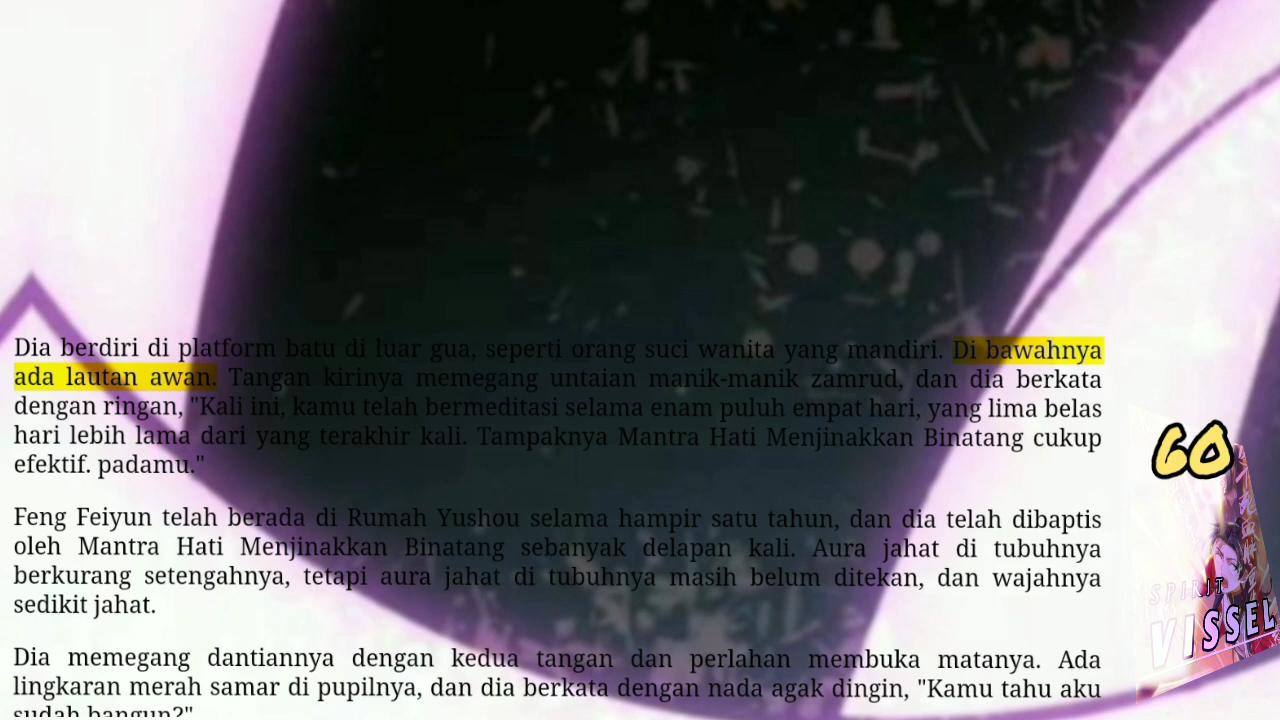 Dia berdiri di platform batu di luar gua, seperti orang suci wanita yang mandiri. Di bawahnya
ada lautan awan. Tangan kirinya memegang untaian manik-manik zamrud, dan dia berkata
dengan ringan, "Kali ini, kamu telah bermeditasi selama enam puluh empat hari, yang lima belas
hari lebih lama dari yang terakhir kali. Tampaknya Mantra Hati Menjinakkan Binatang cukup
efektif. padamu."
Feng Feiyun telah berada di Rumah Yushou selama hampir satu tahun, dan dia telah dibaptis
oleh Mantra Hati Menjinakkan Binatang sebanyak delapan kali. Aura jahat di tubuhnya
berkurang setengahnya, tetapi aura jahat di tubuhnya masih belum ditekan, dan wajahnya
sedikit jahat.
Dia memegang dantiannya dengan kedua tangan dan perlahan membuka matanya. Ada
lingkaran merah samar di pupilnya, dan dia berkata dengan nada agak dingin, "Kamu tahu aku
sudah bangun?"
60
SPIRIT
VISSEL